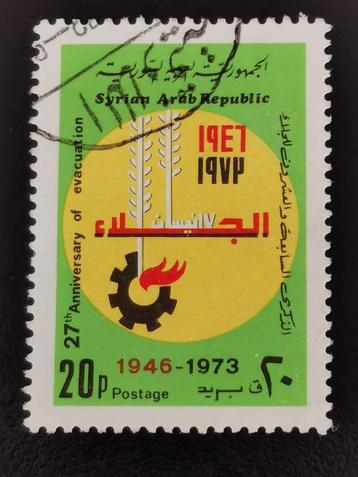 الجمهورية العربية السورية
Syrian Arab Republic
27th Anniversary of evacuation
١٩٤٦
١٩٧٣
١٧ نيسان
الجلاء
الذكرى السابعة والعشرون للجلاء
1946-1973
20p Postage
٢٠ ق بريد